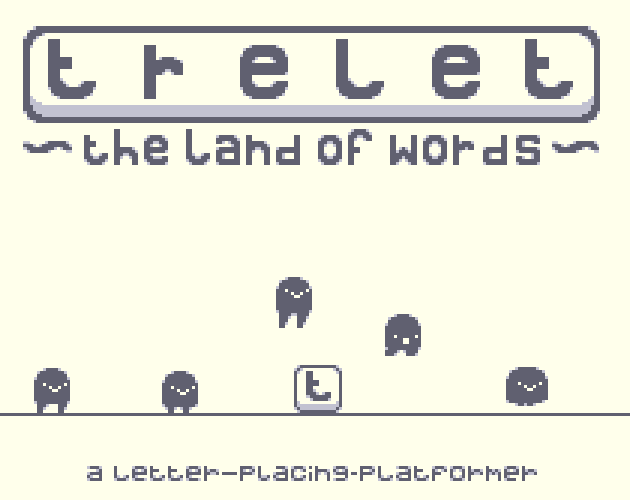 trelet
~the land of words~
t
a letter-placing-platformer